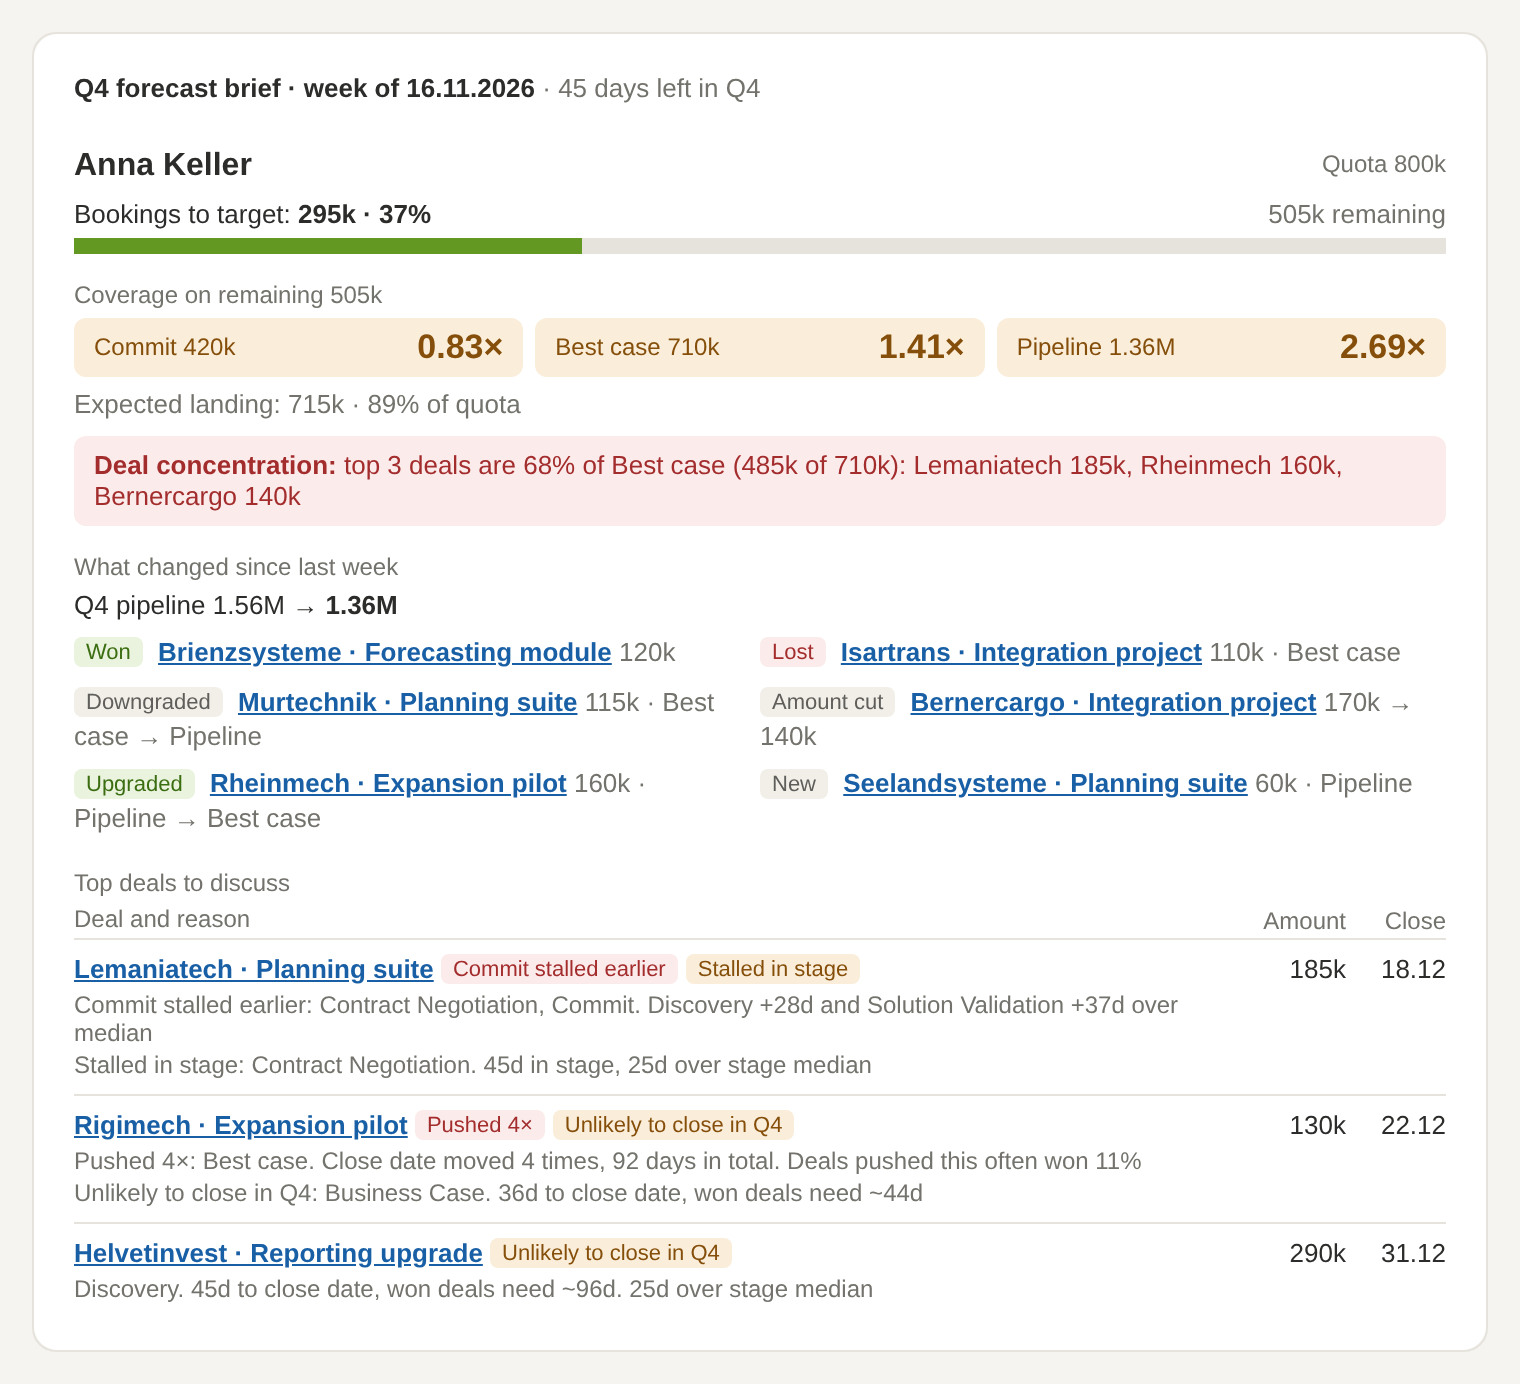 Q4 forecast brief · week of 16.11.2026 · 45 days left in Q4
Anna Keller
Quota 800k
Bookings to target: 295k · 37%
505k remaining
Coverage on remaining 505k
Commit 420k 0.83×
Best case 710k 1.41×
Pipeline 1.36M 2.69×
Expected landing: 715k · 89% of quota
Deal concentration: top 3 deals are 68% of Best case (485k of 710k): Lemaniatech 185k, Rheinmech 160k,
Bernercargo 140k
What changed since last week
Q4 pipeline 1.56M → 1.36M
Won Brienzsysteme · Forecasting module 120k
Lost Isartrans · Integration project 110k · Best case
Downgraded Murtechnik · Planning suite 115k · Best
case → Pipeline
Amount cut Bernercargo · Integration project 170k →
140k
Upgraded Rheinmech · Expansion pilot 160k ·
Pipeline → Best case
New Seelandsysteme · Planning suite 60k · Pipeline
Top deals to discuss
Deal and reason Amount Close
Lemaniatech · Planning suite Commit stalled earlier Stalled in stage 185k 18.12
Commit stalled earlier: Contract Negotiation, Commit. Discovery +28d and Solution Validation +37d over
median
Stalled in stage: Contract Negotiation. 45d in stage, 25d over stage median
Rigimech · Expansion pilot Pushed 4× Unlikely to close in Q4 130k 22.12
Pushed 4×: Best case. Close date moved 4 times, 92 days in total. Deals pushed this often won 11%
Unlikely to close in Q4: Business Case. 36d to close date, won deals need ~44d
Helvetinvest · Reporting upgrade Unlikely to close in Q4 290k 31.12
Discovery. 45d to close date, won deals need ~96d. 25d over stage median